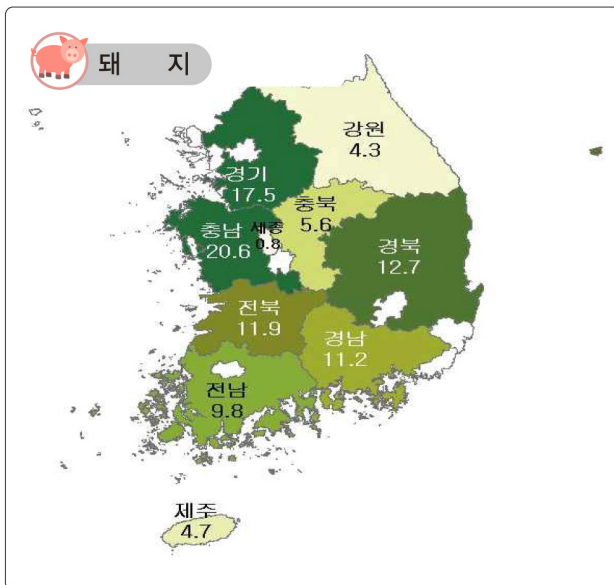 돼 지
강원
4.3
경기
17.5
충북
5.6
세종
0.8
충남
20.6
경북
12.7
전북
11.9
경남
11.2
전남
9.8
제주
4.7